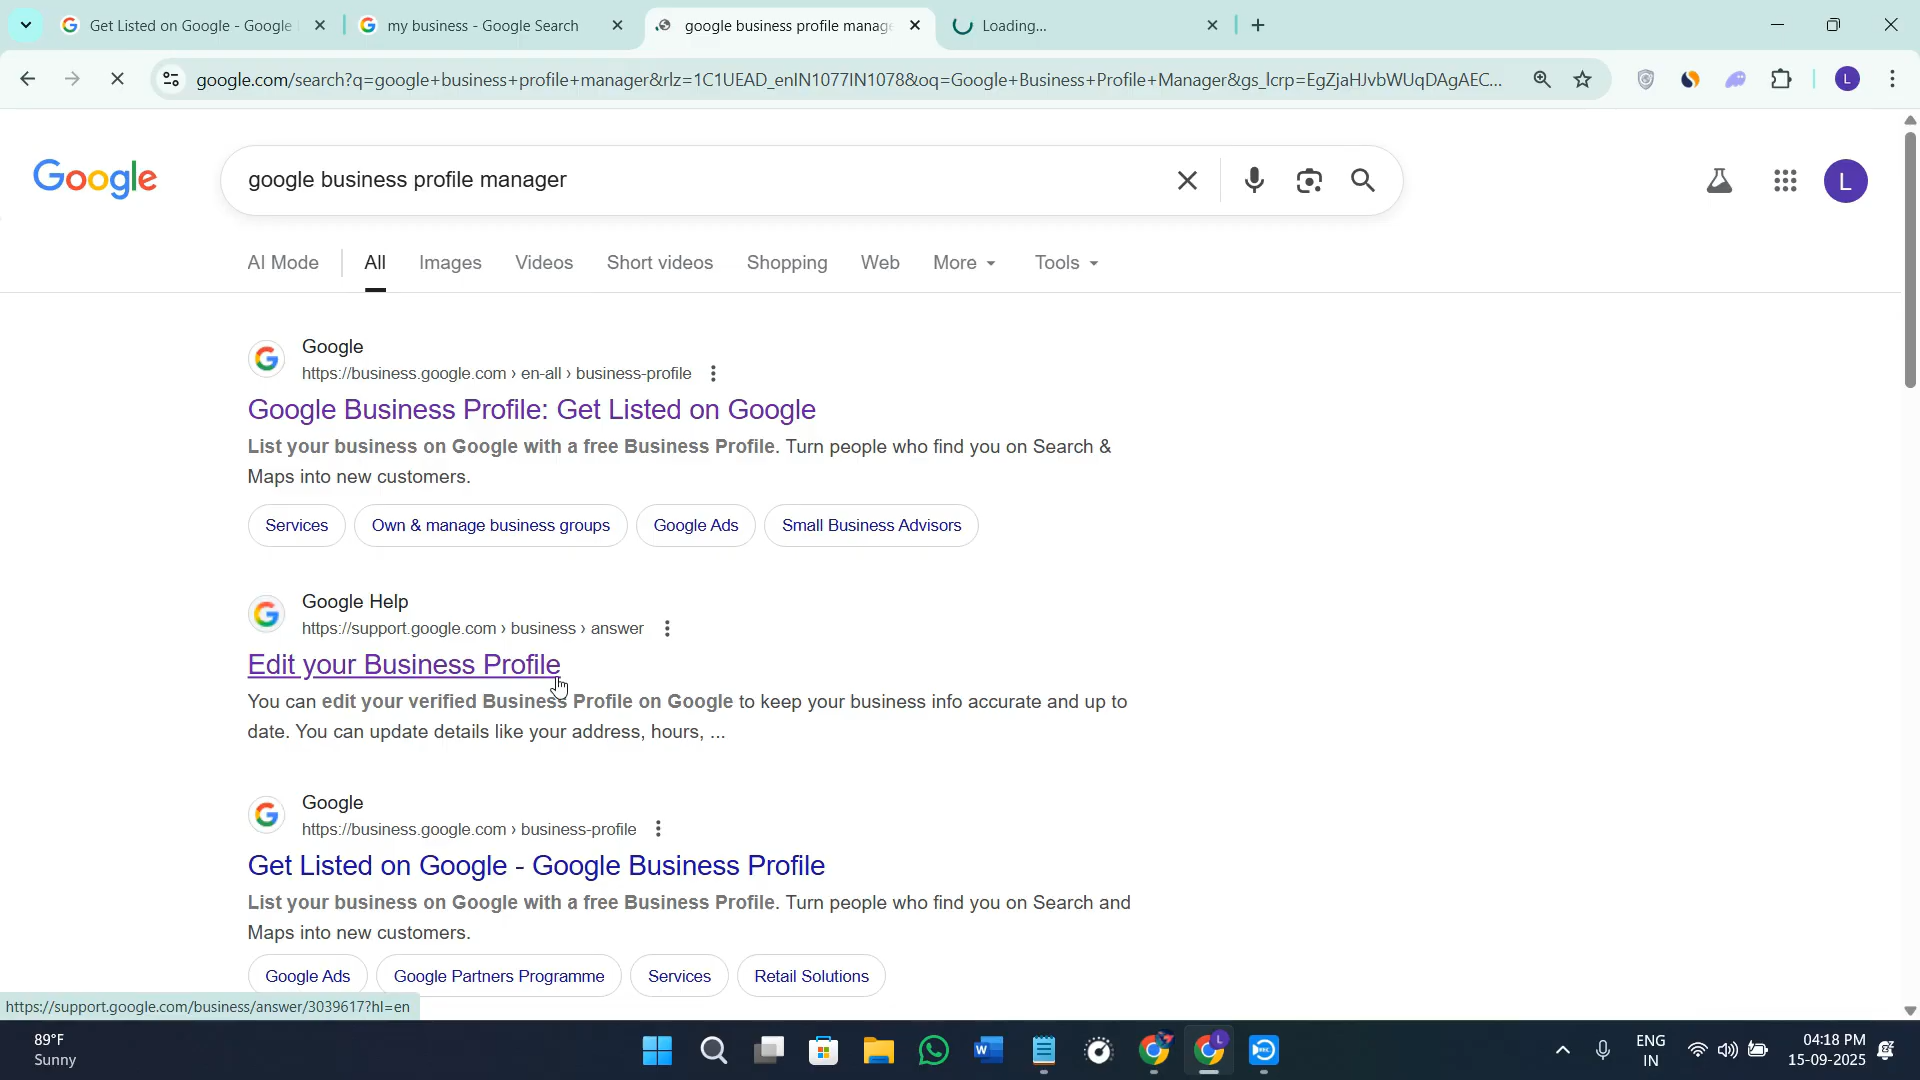 Get Listed on Google - Google
my business - Google Search
google business profile manage
Loading...
google.com/search?q=google+business+profile+manager&rlz=1C1UEAD_enIN1077IN1078&oq=Google+Business+Profile+Manager&gs_lcrp=EgZjaHJvbWUqDAgAEC...
L
Google
google business profile manager
L
AI Mode
All
Images
Videos
Short videos
Shopping
Web
More
Tools
Google
https://business.google.com › en-all › business-profile
Google Business Profile: Get Listed on Google
List your business on Google with a free Business Profile. Turn people who find you on Search &
Maps into new customers.
Services
Own & manage business groups
Google Ads
Small Business Advisors
Google Help
https://support.google.com › business › answer
Edit your Business Profile
You can edit your verified Business Profile on Google to keep your business info accurate and up to
date. You can update details like your address, hours, ...
Google
https://business.google.com › business-profile
Get Listed on Google - Google Business Profile
List your business on Google with a free Business Profile. Turn people who find you on Search and
Maps into new customers.
Google Ads
Google Partners Programme
Services
Retail Solutions
https://support.google.com/business/answer/3039617?hl=en
89°F
Sunny
ENG
IN
04:18 PM
15-09-2025